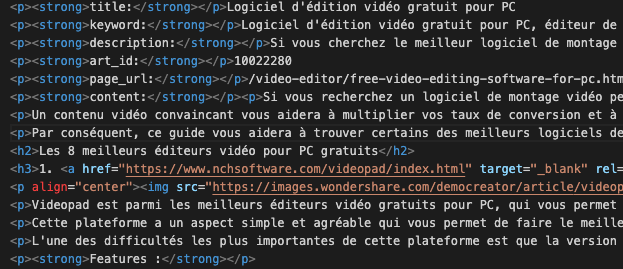 <p><strong>title:</strong></p>Logiciel d'édition vidéo gratuit pour PC
<p><strong>keyword:</strong></p>Logiciel d'édition vidéo gratuit pour PC, éditeur de
<p><strong>description:</strong></p>Si vous cherchez le meilleur logiciel de montage
<p><strong>art_id:</strong></p>10022280
<p><strong>page_url:</strong></p>/video-editor/free-video-editing-software-for-pc.htm
<p><strong>content:</strong></p><p>Si vous recherchez un logiciel de montage vidéo pe
<p>Un contenu vidéo convaincant vous aidera à multiplier vos taux de conversion et à
<p>Par conséquent, ce guide vous aidera à trouver certains des meilleurs logiciels de
<h2>Les 8 meilleurs éditeurs vidéo pour PC gratuits</h2>
<h3>1. <a href="https://www.nchsoftware.com/videopad/index.html" target="_blank" rel=
<p align="center"><img src="https://images.wondershare.com/democreator/article/videop
<p>Videopad est parmi les meilleurs éditeurs vidéo gratuits pour PC, qui vous permet
<p>Cette plateforme a un aspect simple et agréable qui vous permet de faire le meille
<p>L'une des difficultés les plus importantes de cette plateforme est que la version
<p><strong>Features :</strong></p>